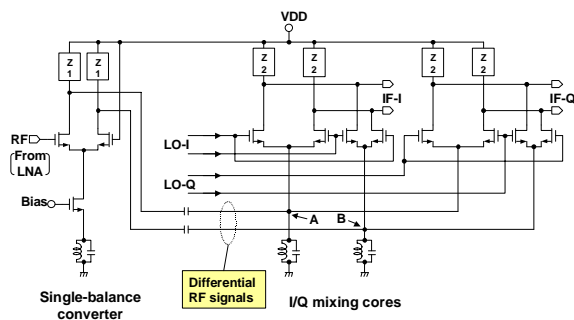 VDD
Z
1
Z
1
Z
2
Z
2
Z
2
Z
2
IF-I
IF-Q
RF
(From
LNA)
LO-I
LO-Q
Bias
A
B
Differential
RF signals
Single-balance
converter
I/Q mixing cores